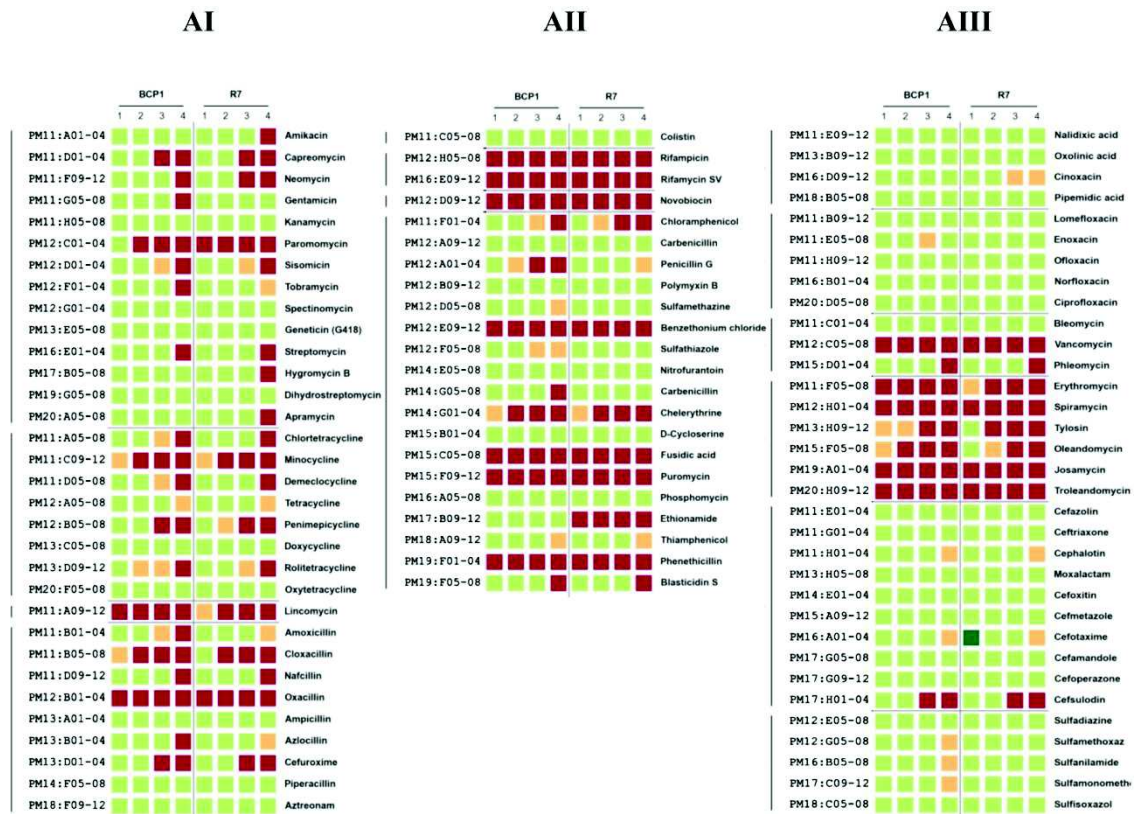 AI
BCP1 R7
1 2 3 4 1 2 3 4
PM11:A01-04 Amikacin
PM11:D01-04 Capreomycin
PM11:F09-12 Neomycin
PM11:G05-08 Gentamicin
PM11:H05-08 Kanamycin
PM12:C01-04 Paromomycin
PM12:D01-04 Sisomicin
PM12:F01-04 Tobramycin
PM12:G01-04 Spectinomycin
PM13:E05-08 Geneticin (G418)
PM16:E01-04 Streptomycin
PM17:B05-08 Hygromycin B
PM19:G05-08 Dihydrostreptomycin
PM20:A05-08 Apramycin
PM11:A05-08 Chlortetracycline
PM11:C09-12 Minocycline
PM11:D05-08 Demeclocycline
PM12:A05-08 Tetracycline
PM12:B05-08 Penimepicycline
PM13:C05-08 Doxycycline
PM13:D09-12 Rolitetracycline
PM20:F05-08 Oxytetracycline
PM11:A09-12 Lincomycin
PM11:B01-04 Amoxicillin
PM11:B05-08 Cloxacillin
PM11:D09-12 Nafcillin
PM12:B01-04 Oxacillin
PM13:A01-04 Ampicillin
PM13:B01-04 Azlocillin
PM13:D01-04 Cefuroxime
PM14:F05-08 Piperacillin
PM18:F09-12 Aztreonam
AII
BCP1 R7
1 2 3 4 1 2 3 4
PM11:C05-08 Colistin
PM12:H05-08 Rifampicin
PM16:E09-12 Rifamycin SV
PM12:D09-12 Novobiocin
PM11:F01-04 Chloramphenicol
PM12:A09-12 Carbenicillin
PM12:A01-04 Penicillin G
PM12:B09-12 Polymyxin B
PM12:D05-08 Sulfamethazine
PM12:E09-12 Benzethonium chloride
PM12:F05-08 Sulfathiazole
PM14:E05-08 Nitrofurantoin
PM14:G05-08 Carbenicillin
PM14:G01-04 Chelerythrine
PM15:B01-04 D-Cycloserine
PM15:C05-08 Fusidic acid
PM15:F09-12 Puromycin
PM16:A05-08 Phosphomycin
PM17:B09-12 Ethionamide
PM18:A09-12 Thiamphenicol
PM19:F01-04 Phenethicillin
PM19:F05-08 Blasticidin S
AIII
BCP1 R7
1 2 3 4 1 2 3 4
PM11:E09-12 Nalidixic acid
PM13:B09-12 Oxolinic acid
PM16:D09-12 Cinoxacin
PM18:B05-08 Pipemidic acid
PM11:B09-12 Lomefloxacin
PM11:E05-08 Enoxacin
PM11:H09-12 Ofloxacin
PM16:B01-04 Norfloxacin
PM20:D05-08 Ciprofloxacin
PM11:C01-04 Bleomycin
PM12:C05-08 Vancomycin
PM15:D01-04 Phleomycin
PM11:F05-08 Erythromycin
PM12:H01-04 Spiramycin
PM13:H09-12 Tylosin
PM15:F05-08 Oleandomycin
PM19:A01-04 Josamycin
PM20:H09-12 Troleandomycin
PM11:E01-04 Cefazolin
PM11:G01-04 Ceftriaxone
PM11:H01-04 Cephalotin
PM13:H05-08 Moxalactam
PM14:E01-04 Cefoxitin
PM15:A09-12 Cefmetazole
PM16:A01-04 Cefotaxime
PM17:G05-08 Cefamandole
PM17:G09-12 Cefoperazone
PM17:H01-04 Cefsulodin
PM12:E05-08 Sulfadiazine
PM12:G05-08 Sulfamethoxaz
PM16:B05-08 Sulfanilamide
PM17:C09-12 Sulfamonometh
PM18:C05-08 Sulfisoxazol